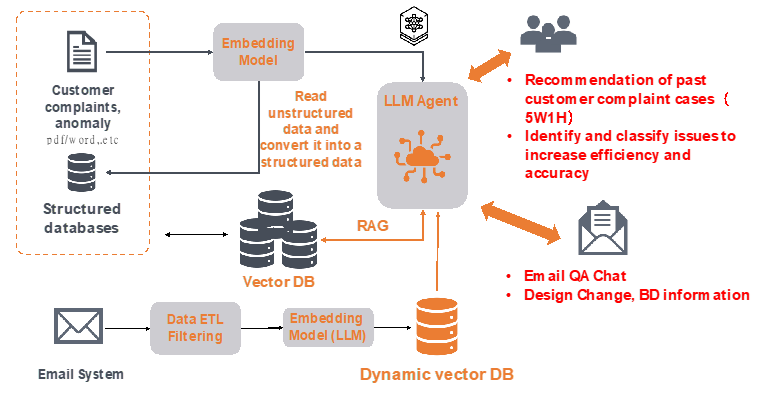 Embedding
Model
Customer
complaints,
anomaly
pdf/word,.etc
Structured
databases
Read
unstructured
data and
convert it into a
structured data
LLM Agent
• Recommendation of past
customer complaint cases（
5W1H）
• Identify and classify issues to
increase efficiency and
accuracy
RAG
Vector DB
• Email QA Chat
• Design Change, BD information
Data ETL
Filtering
Embedding
Model (LLM)
Email System
Dynamic vector DB